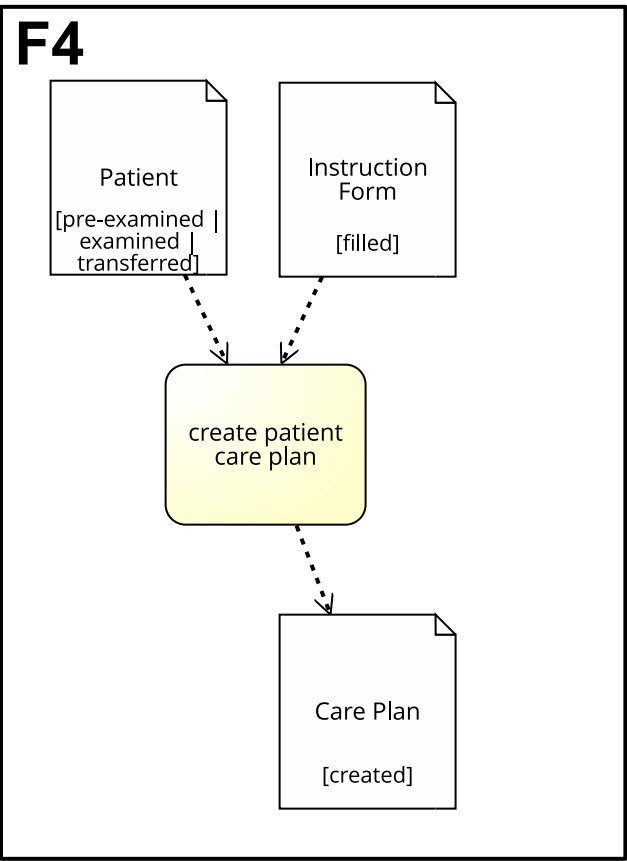 F4
Patient
[pre-examined |
examined |
transferred]
Instruction
Form
[filled]
create patient
care plan
Care Plan
[created]